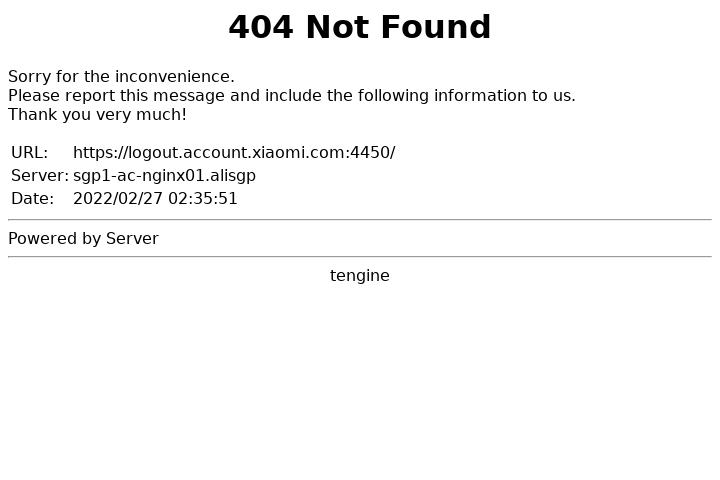 404 Not Found
Sorry for the inconvenience.
Please report this message and include the following information to us.
Thank you very much!
URL: https://logout.account.xiaomi.com:4450/
Server: sgp1-ac-nginx01.alisgp
Date: 2022/02/27 02:35:51
Powered by Server
tengine